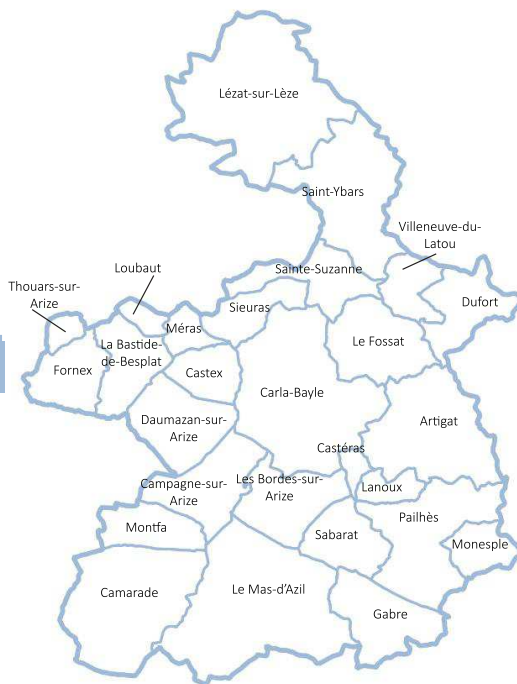 Lézat-sur-Lèze
Saint-Ybars
Villeneuve-du-
Latou
Loubaut
Sainte-Suzanne
Thouars-sur-
Arize
Dufort
Sieuras
Méras
La Bastide-
de-Besplat
Le Fossat
Fornex
Castex
Carla-Bayle
Daumazan-sur-
Arize
Artigat
Castéras
Campagne-sur-
Arize
Les Bordes-sur-
Arize
Lanoux
Pailhès
Montfa
Sabarat
Monesple
Camarade
Le Mas-d'Azil
Gabre